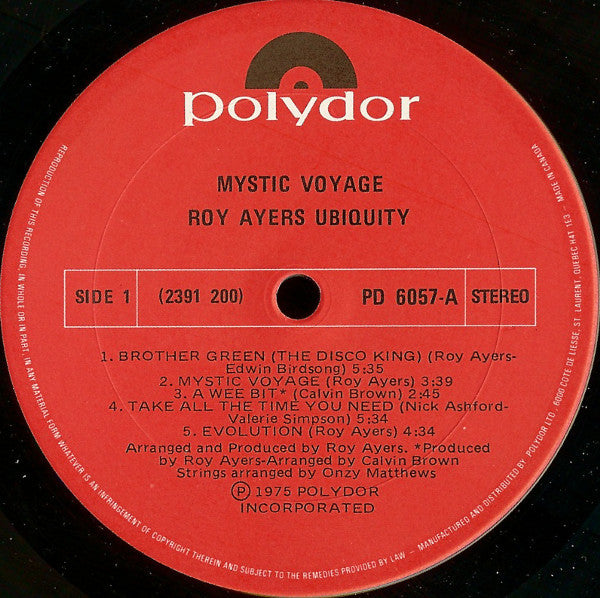 polydor
MYSTIC VOYAGE
ROY AYERS UBIQUITY
SIDE 1 (2391 200) PD 6057-A STEREO
1. BROTHER GREEN (THE DISCO KING) (Roy Ayers-
Edwin Birdsong) 5:35
2. MYSTIC VOYAGE (Roy Ayers) 3:39
3. A WEE BIT* (Calvin Brown) 2:45
4. TAKE ALL THE TIME YOU NEED (Nick Ashford-
Valerie Simpson) 5:34
5. EVOLUTION (Roy Ayers) 4:34
Arranged and Produced by Roy Ayers. *Produced
by Roy Ayers-Arranged by Calvin Brown
Strings arranged by Onzy Matthews
Ⓟ 1975 POLYDOR
INCORPORATED
REPRODUCTION OF THIS RECORDING, IN WHOLE OR IN PART, IN ANY MATERIAL FORM WHATEVER IS AN INFRINGEMENT OF COPYRIGHT THEREIN AND SUBJECT TO THE REMEDIES PROVIDED BY LAW – MANUFACTURED AND DISTRIBUTED BY POLYDOR LTD. 6000 COTE DE LIESSE, ST. LAURENT, QUEBEC H4T 1E3 – MADE IN CANADA